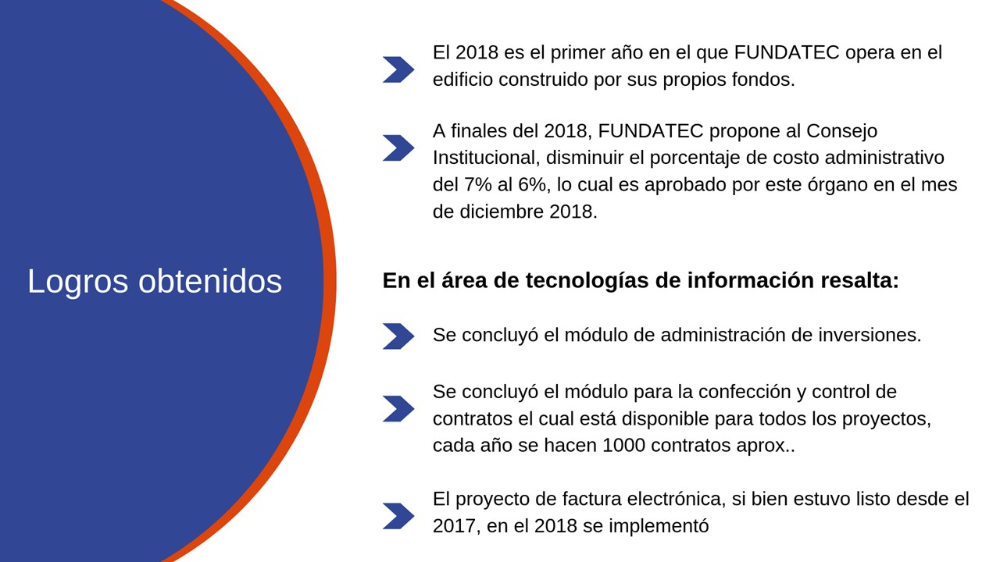 Logros obtenidos
El 2018 es el primer año en el que FUNDATEC opera en el
edificio construido por sus propios fondos.
A finales del 2018, FUNDATEC propone al Consejo
Institucional, disminuir el porcentaje de costo administrativo
del 7% al 6%, lo cual es aprobado por este órgano en el mes
de diciembre 2018.
En el área de tecnologías de información resalta:
Se concluyó el módulo de administración de inversiones.
Se concluyó el módulo para la confección y control de
contratos el cual está disponible para todos los proyectos,
cada año se hacen 1000 contratos aprox..
El proyecto de factura electrónica, si bien estuvo listo desde el
2017, en el 2018 se implementó